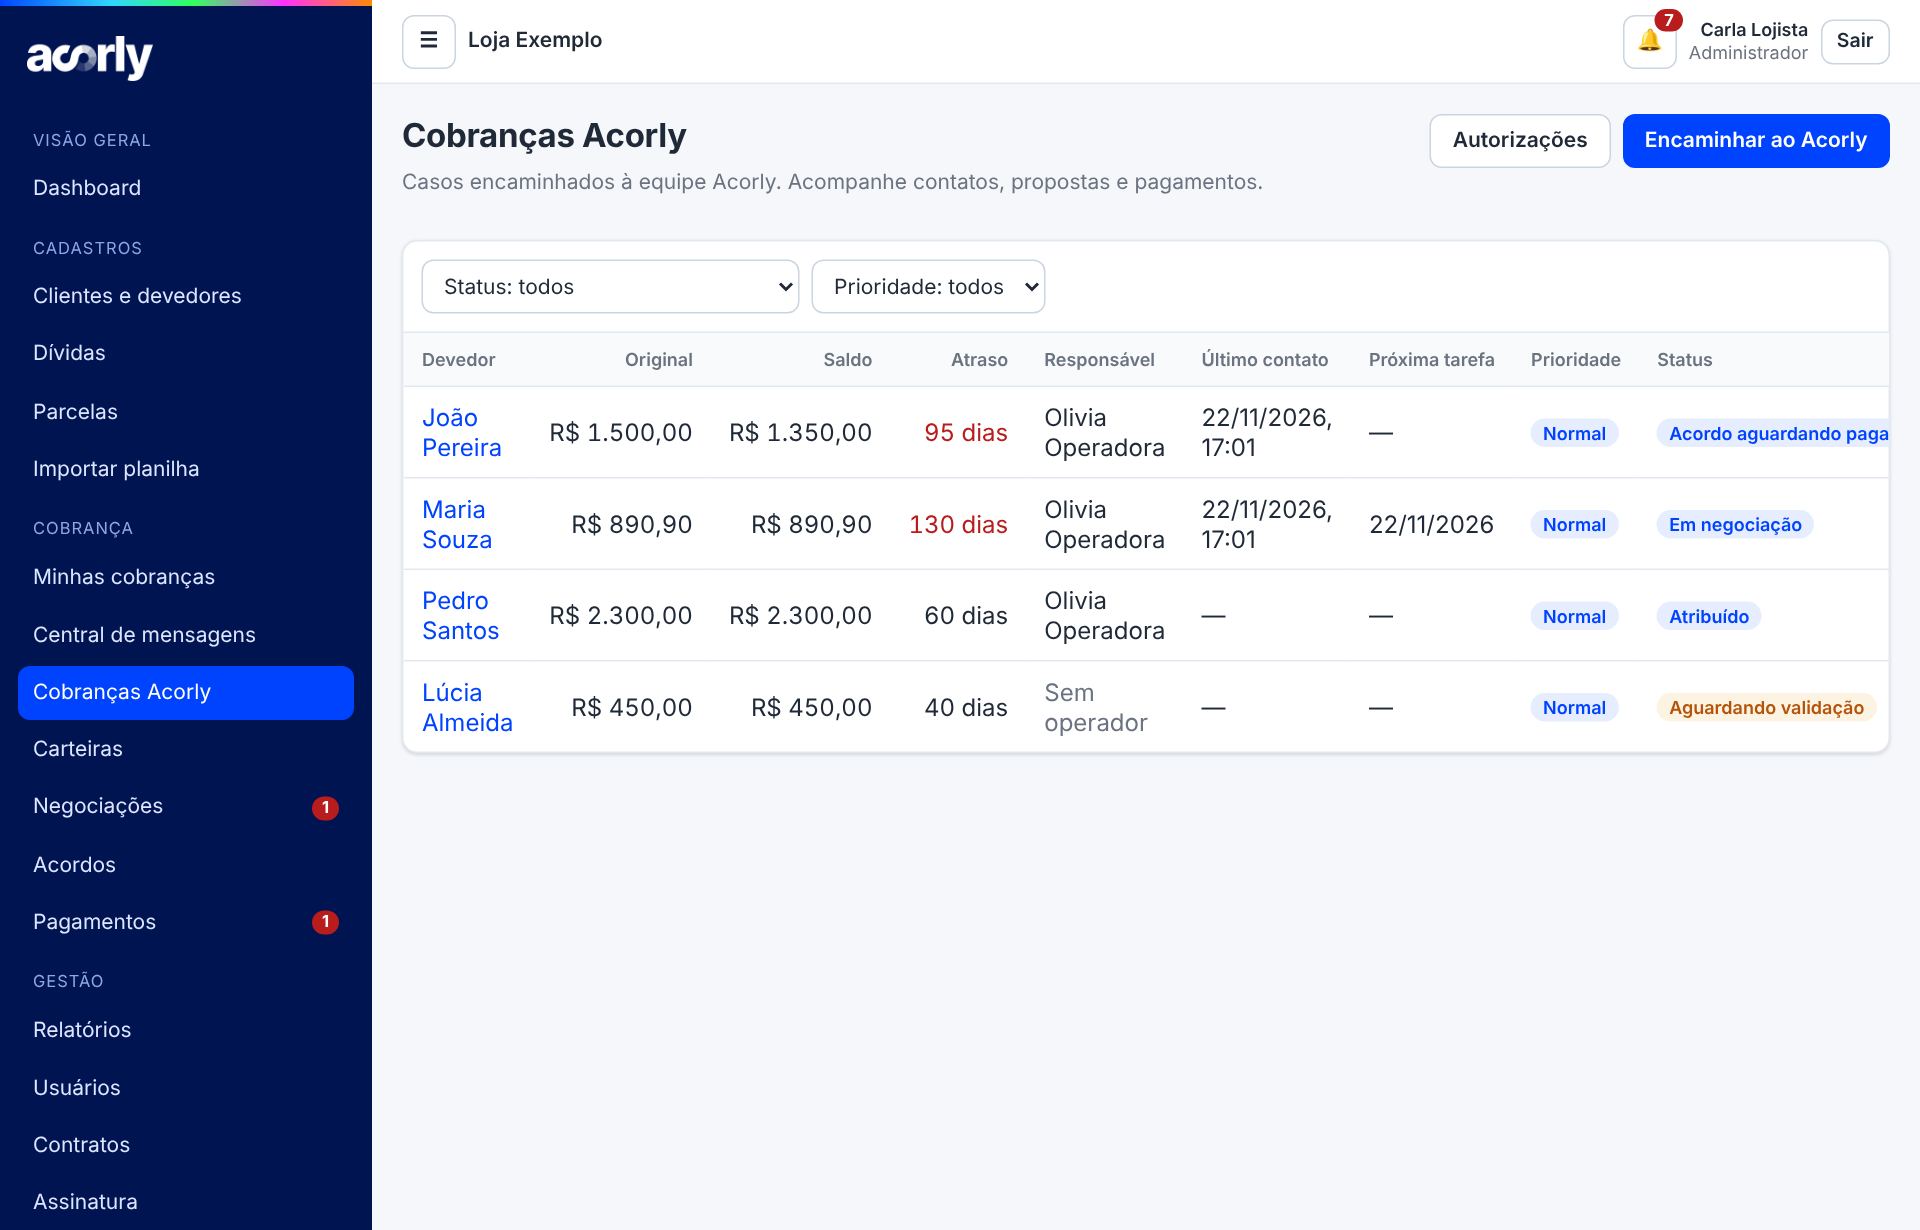 acorly
VISÃO GERAL
Dashboard
CADASTROS
Clientes e devedores
Dívidas
Parcelas
Importar planilha
COBRANÇA
Minhas cobranças
Central de mensagens
Cobranças Acorly
Carteiras
Negociações 1
Acordos
Pagamentos 1
GESTÃO
Relatórios
Usuários
Contratos
Assinatura
☰ Loja Exemplo
7
Carla Lojista
Administrador
Sair
Cobranças Acorly
Casos encaminhados à equipe Acorly. Acompanhe contatos, propostas e pagamentos.
Autorizações
Encaminhar ao Acorly
Status: todos
Prioridade: todos
Devedor Original Saldo Atraso Responsável Último contato Próxima tarefa Prioridade Status
João Pereira R$ 1.500,00 R$ 1.350,00 95 dias Olivia Operadora 22/11/2026, 17:01 — Normal Acordo aguardando paga
Maria Souza R$ 890,90 R$ 890,90 130 dias Olivia Operadora 22/11/2026, 17:01 22/11/2026 Normal Em negociação
Pedro Santos R$ 2.300,00 R$ 2.300,00 60 dias Olivia Operadora — — Normal Atribuído
Lúcia Almeida R$ 450,00 R$ 450,00 40 dias Sem operador — — Normal Aguardando validação